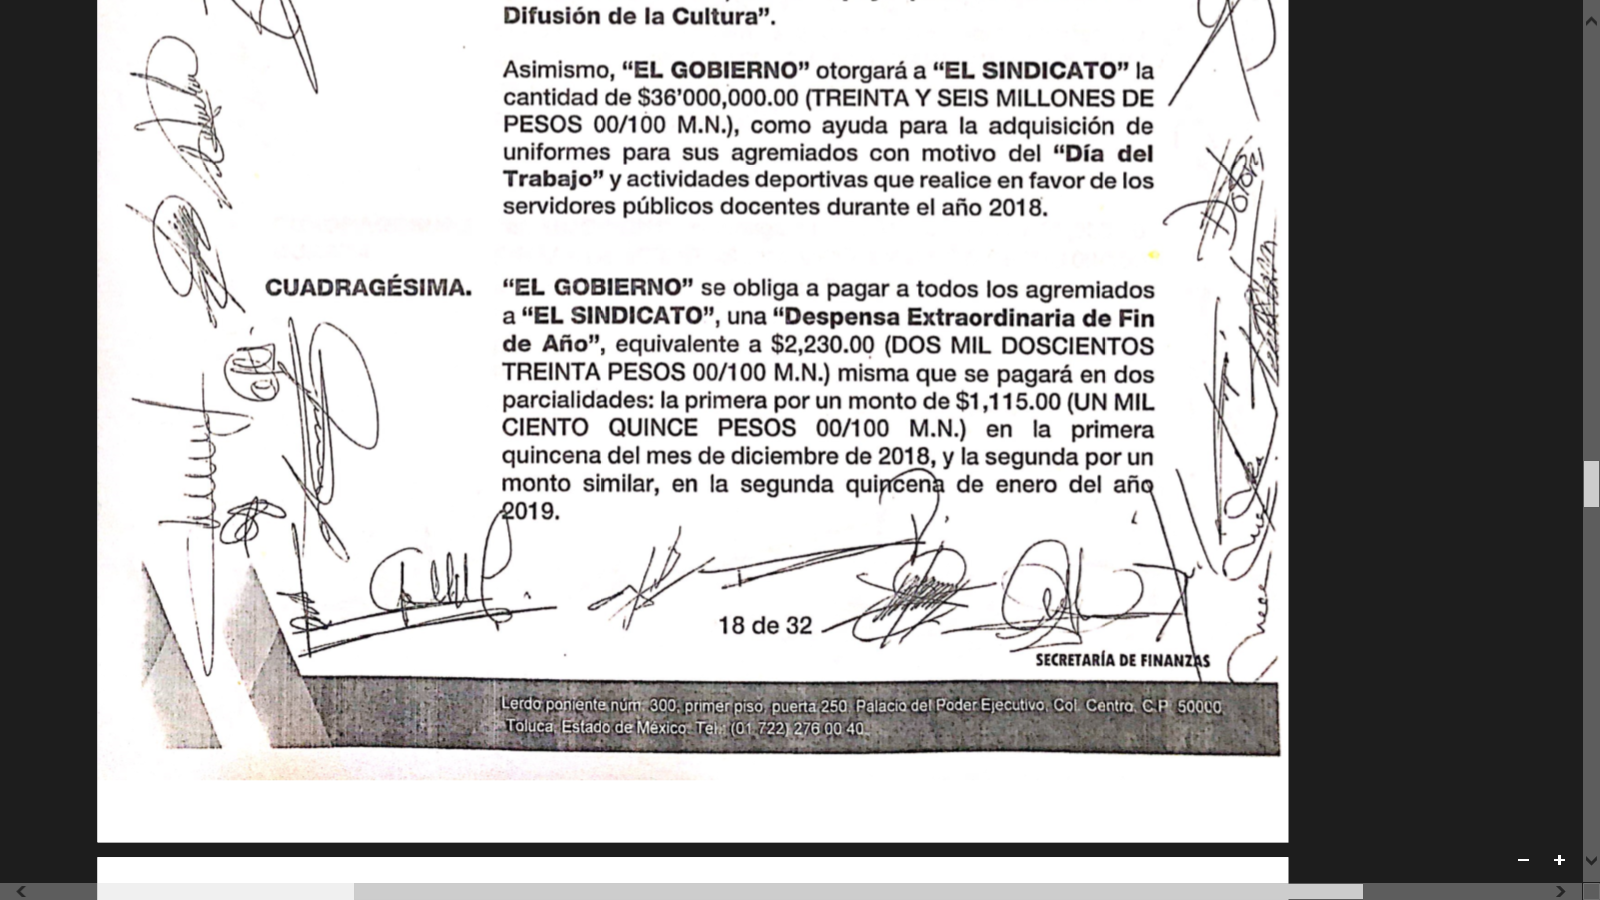 Difusión de la Cultura”.
Asimismo, “EL GOBIERNO” otorgará a “EL SINDICATO” la
cantidad de $36’000,000.00 (TREINTA Y SEIS MILLONES DE
PESOS 00/100 M.N.), como ayuda para la adquisición de
uniformes para sus agremiados con motivo del “Día del
Trabajo” y actividades deportivas que realice en favor de los
servidores públicos docentes durante el año 2018.
CUADRAGÉSIMA. “EL GOBIERNO” se obliga a pagar a todos los agremiados
a “EL SINDICATO”, una “Despensa Extraordinaria de Fin
de Año”, equivalente a $2,230.00 (DOS MIL DOSCIENTOS
TREINTA PESOS 00/100 M.N.) misma que se pagará en dos
parcialidades: la primera por un monto de $1,115.00 (UN MIL
CIENTO QUINCE PESOS 00/100 M.N.) en la primera
quincena del mes de diciembre de 2018, y la segunda por un
monto similar, en la segunda quincena de enero del año
2019.
18 de 32
SECRETARÍA DE FINANZAS
Lerdo poniente núm. 300, primer piso, puerta 250. Palacio del Poder Ejecutivo, Col. Centro, C.P. 50000,
Toluca, Estado de México. Tel.: (01 722) 276 00 40.